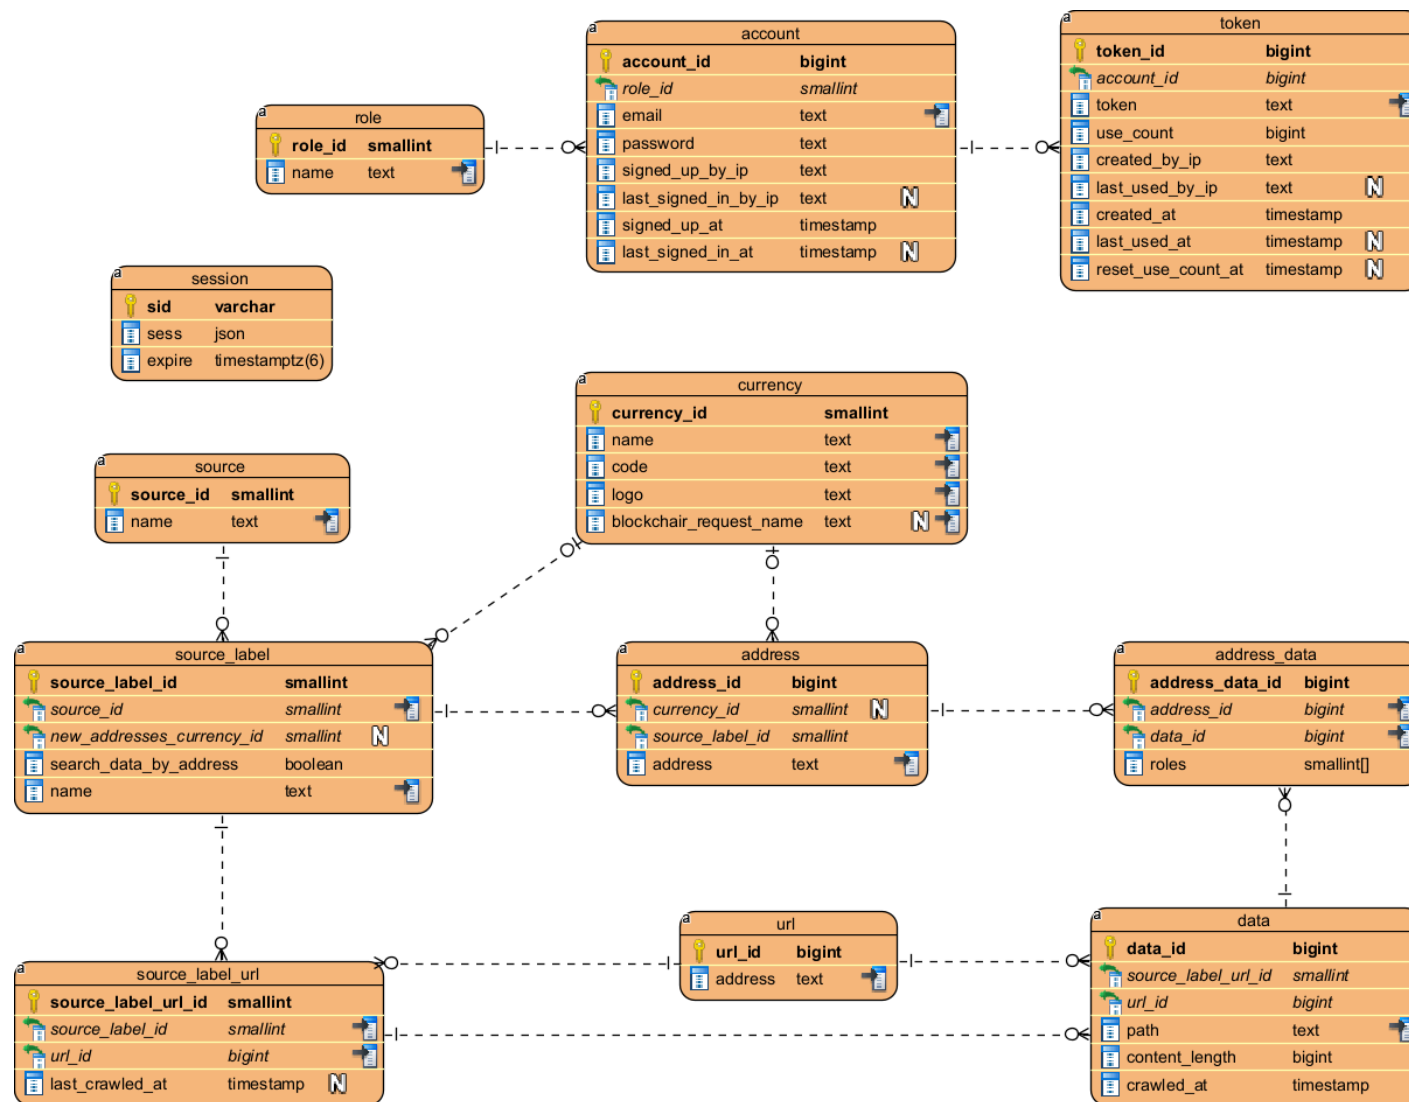 a
role
role_id smallint
name text
a
account
account_id bigint
role_id smallint
email text
password text
signed_up_by_ip text
last_signed_in_by_ip text N
signed_up_at timestamp
last_signed_in_at timestamp N
a
token
token_id bigint
account_id bigint
token text
use_count bigint
created_by_ip text
last_used_by_ip text N
created_at timestamp
last_used_at timestamp N
reset_use_count_at timestamp N
a
session
sid varchar
sess json
expire timestamptz(6)
a
currency
currency_id smallint
name text
code text
logo text
blockchair_request_name text N
a
source
source_id smallint
name text
a
source_label
source_label_id smallint
source_id smallint
new_addresses_currency_id smallint N
search_data_by_address boolean
name text
a
address
address_id bigint
currency_id smallint N
source_label_id smallint
address text
a
address_data
address_data_id bigint
address_id bigint
data_id bigint
roles smallint[]
a
source_label_url
source_label_url_id smallint
source_label_id smallint
url_id bigint
last_crawled_at timestamp N
a
url
url_id bigint
address text
a
data
data_id bigint
source_label_url_id smallint
url_id bigint
path text
content_length bigint
crawled_at timestamp